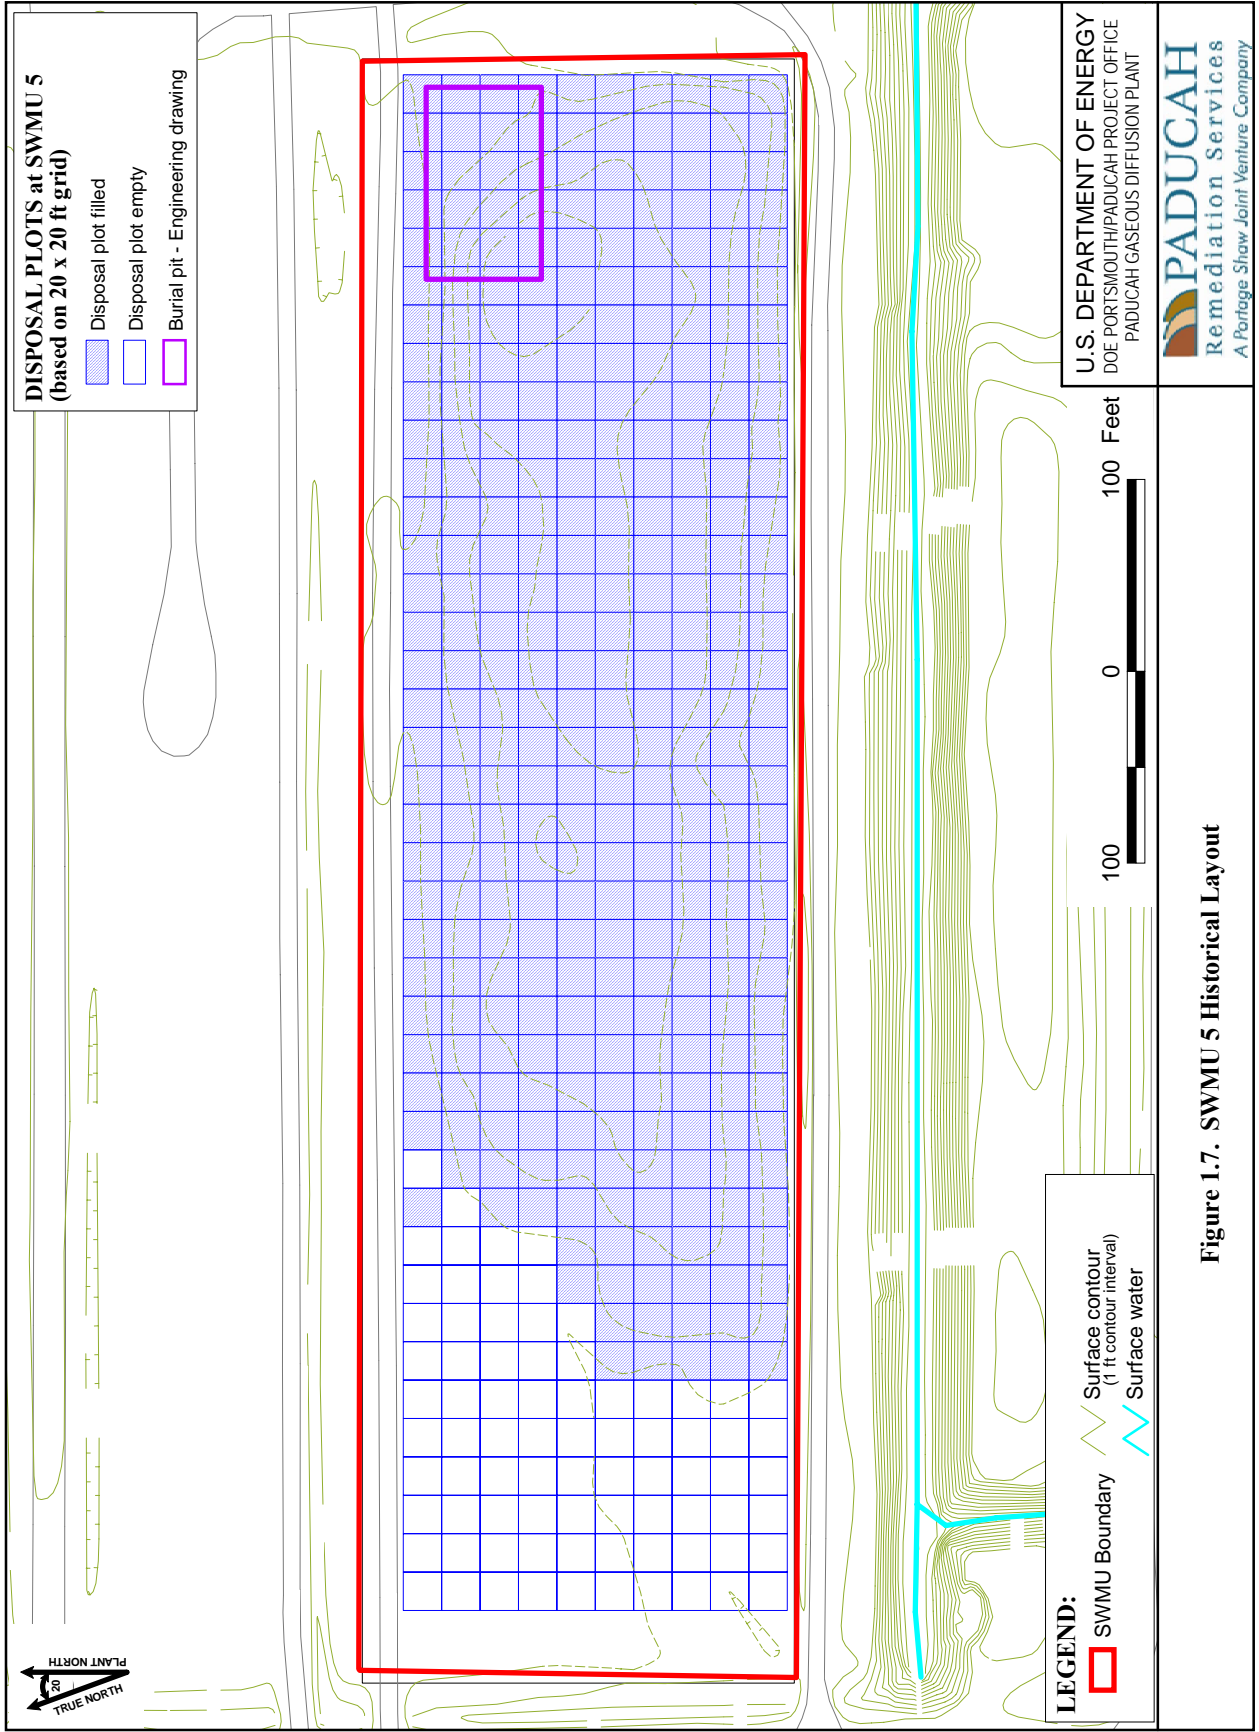 DISPOSAL PLOTS at SWMU 5
(based on 20 x 20 ft grid)
Disposal plot filled
Disposal plot empty
Burial pit - Engineering drawing
PLANT NORTH
20
TRUE NORTH
LEGEND:
SWMU Boundary
Surface contour
(1 ft contour interval)
Surface water
100 0 100 Feet
U.S. DEPARTMENT OF ENERGY
DOE PORTSMOUTH/PADUCAH PROJECT OFFICE
PADUCAH GASEOUS DIFFUSION PLANT
PADUCAH
Remediation Services
A Portage Shaw Joint Venture Company
Figure 1.7. SWMU 5 Historical Layout